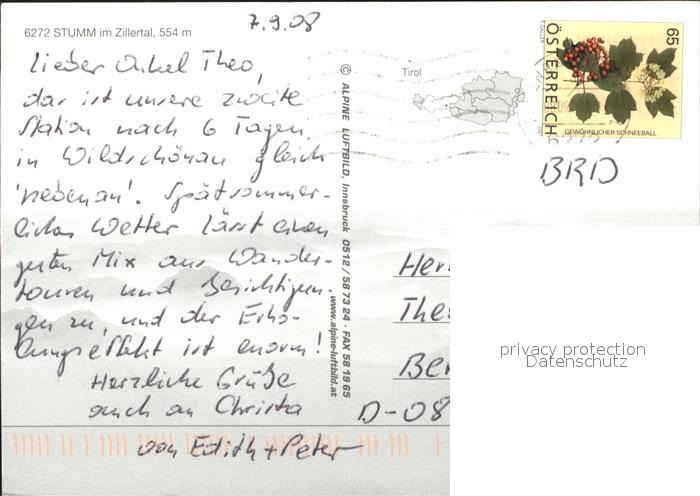 6272 STUMM im Zillertal, 554 m
7.9.08
Lieber Onkel Theo,
das ist unsere zweite
Station nach 6 Tagen
in Wildschönau gleich
'nebenan'. Spätsommer-
liches Wetter lässt einen
guten Mix aus Wander-
touren und Besichtigun-
gen zu, und der Erho-
lungseffekt ist enorm!
Herzliche Grüße
auch an Christa
von Edith + Peter
© ALPINE LUFTBILD, Innsbruck 0512 / 58 73 24 · FAX 58 19 65
www.alpine-luftbild.at
Tirol
ÖSTERREICH
65
GEWÖHNLICHER SCHNEEBALL
BRD
Her
The
Ber
D-08
privacy protection
Datenschutz